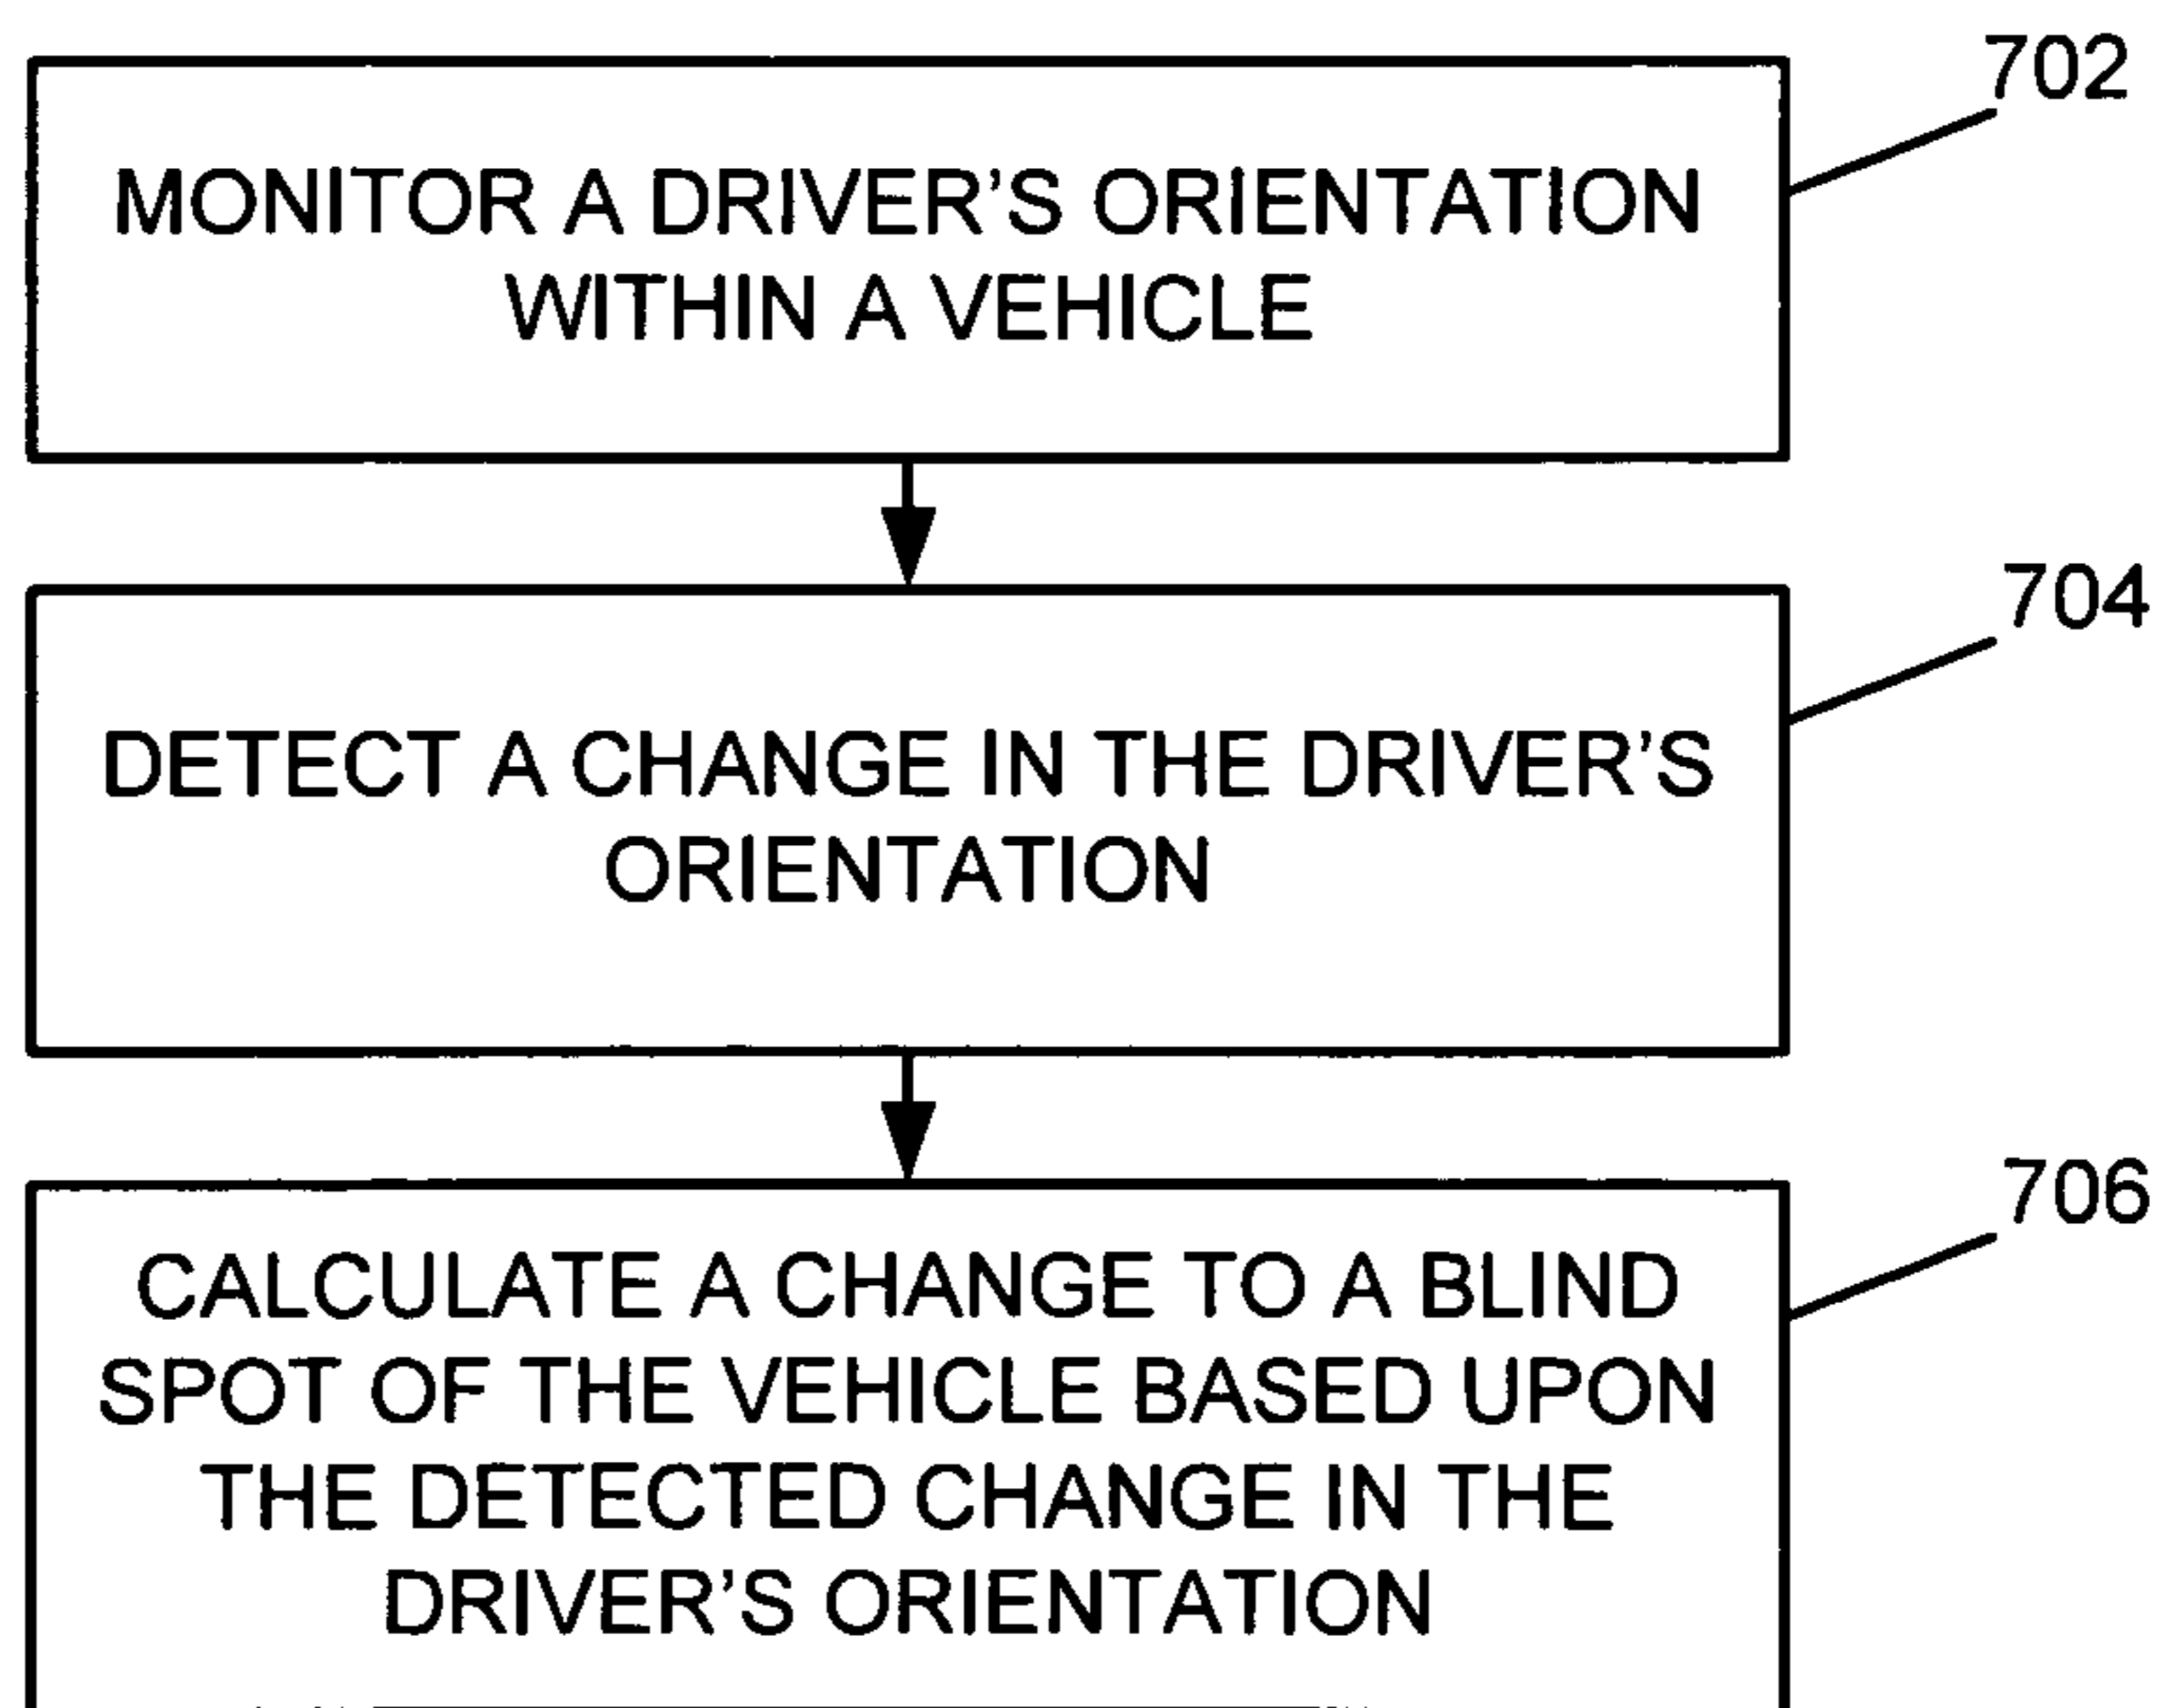 702
MONITOR A DRIVER'S ORIENTATION
WITHIN A VEHICLE
704
DETECT A CHANGE IN THE DRIVER'S
ORIENTATION
706
CALCULATE A CHANGE TO A BLIND
SPOT OF THE VEHICLE BASED UPON
THE DETECTED CHANGE IN THE
DRIVER'S ORIENTATION